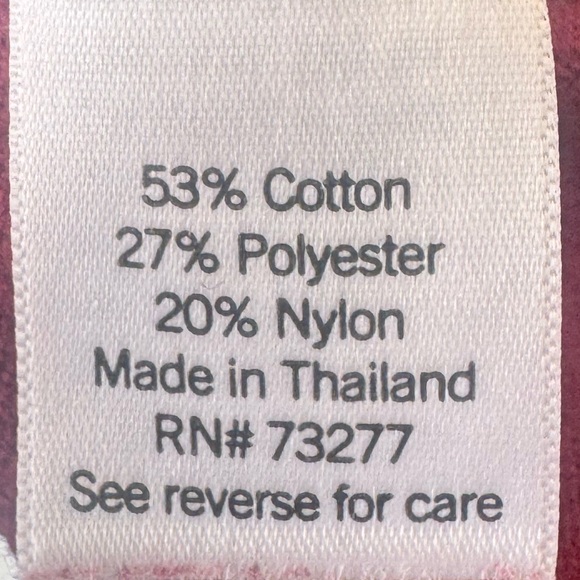 53% Cotton
27% Polyester
20% Nylon
Made in Thailand
RN# 73277
See reverse for care